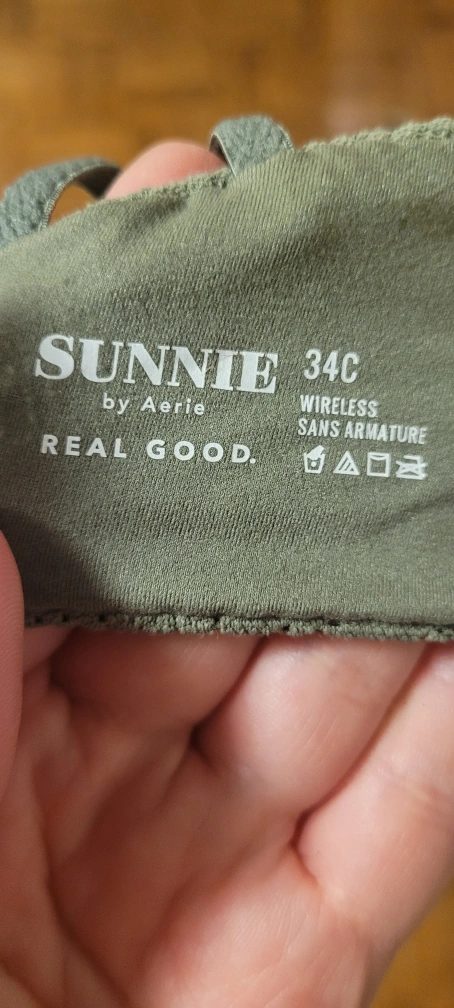 SUNNIE
by Aerie
REAL GOOD.
34C
WIRELESS
SANS ARMATURE